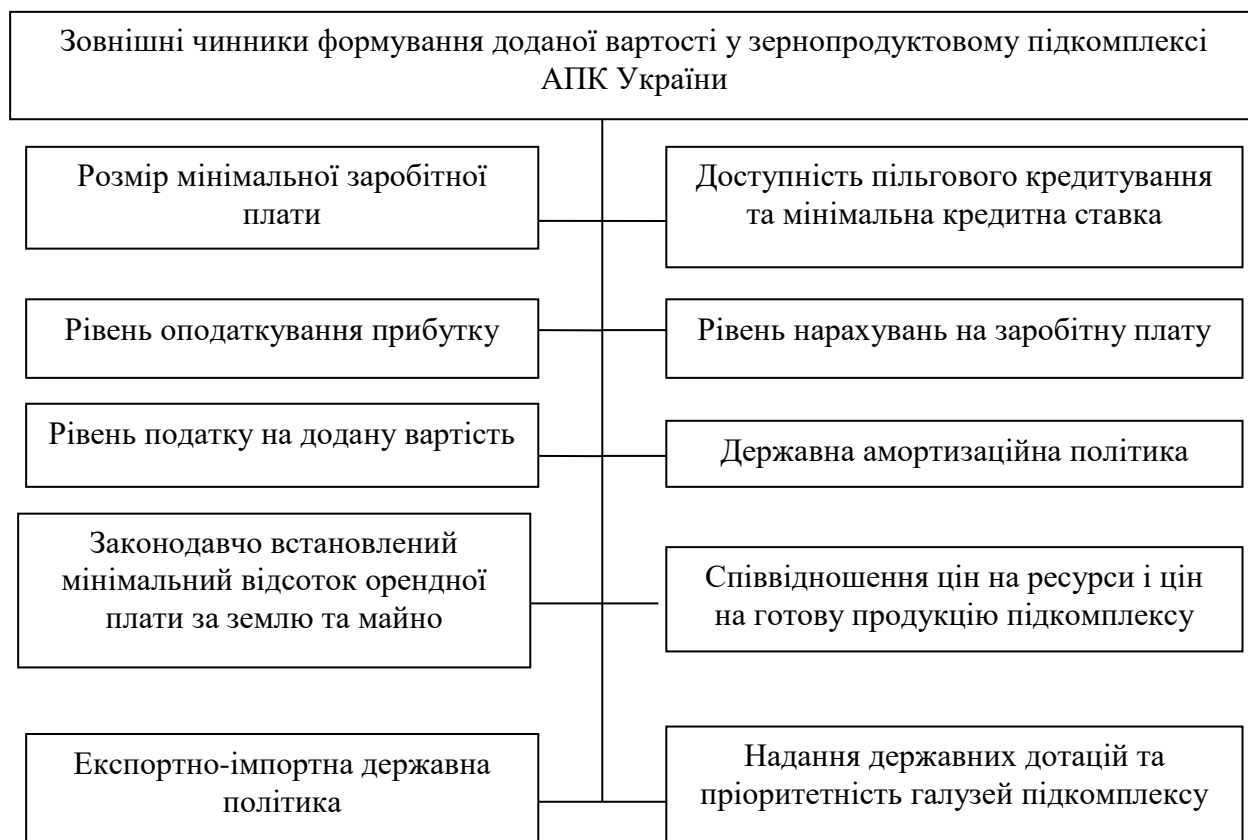 Зовнішні чинники формування доданої вартості у зернопродуктовому підкомплексі
АПК України
Розмір мінімальної заробітної
плати
Доступність пільгового кредитування
та мінімальна кредитна ставка
Рівень оподаткування прибутку
Рівень нарахувань на заробітну плату
Рівень податку на додану вартість
Державна амортизаційна політика
Законодавчо встановлений
мінімальний відсоток орендної
плати за землю та майно
Співвідношення цін на ресурси і цін
на готову продукцію підкомплексу
Експортно-імпортна державна
політика
Надання державних дотацій та
пріоритетність галузей підкомплексу